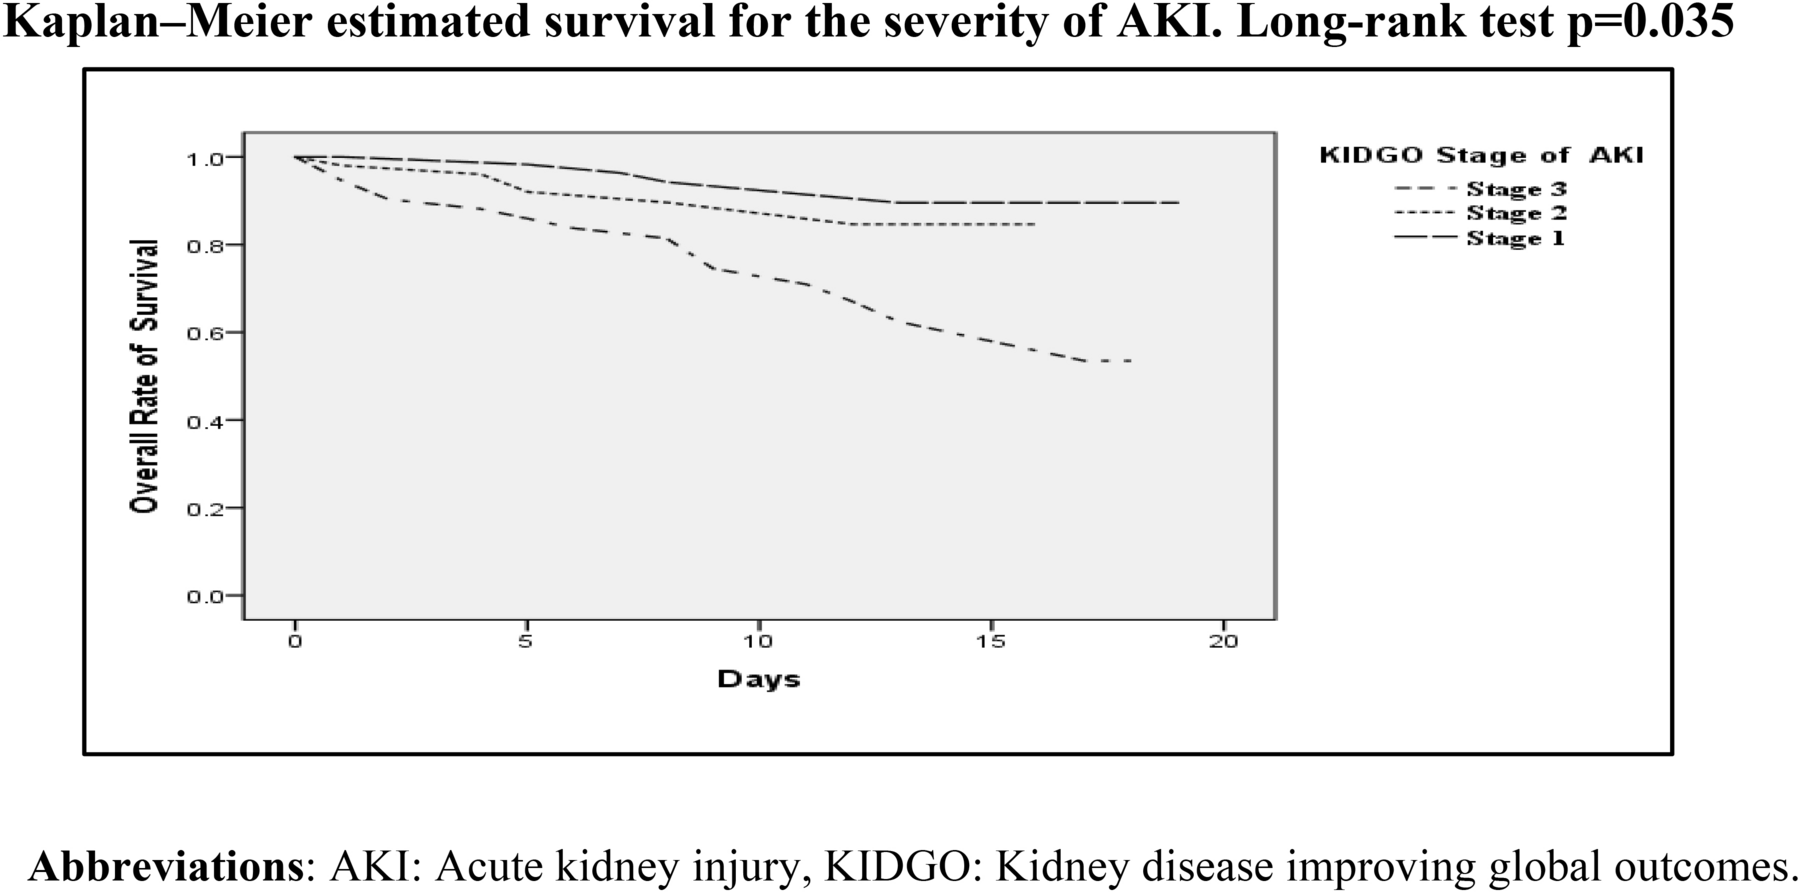 Kaplan–Meier estimated survival for the severity of AKI. Long-rank test p=0.035
KIDGO Stage of AKI
Stage 3
Stage 2
Stage 1
Overall Rate of Survival
1.0
0.8
0.6
0.4
0.2
0.0
0 5 10 15 20
Days
Abbreviations: AKI: Acute kidney injury, KIDGO: Kidney disease improving global outcomes.